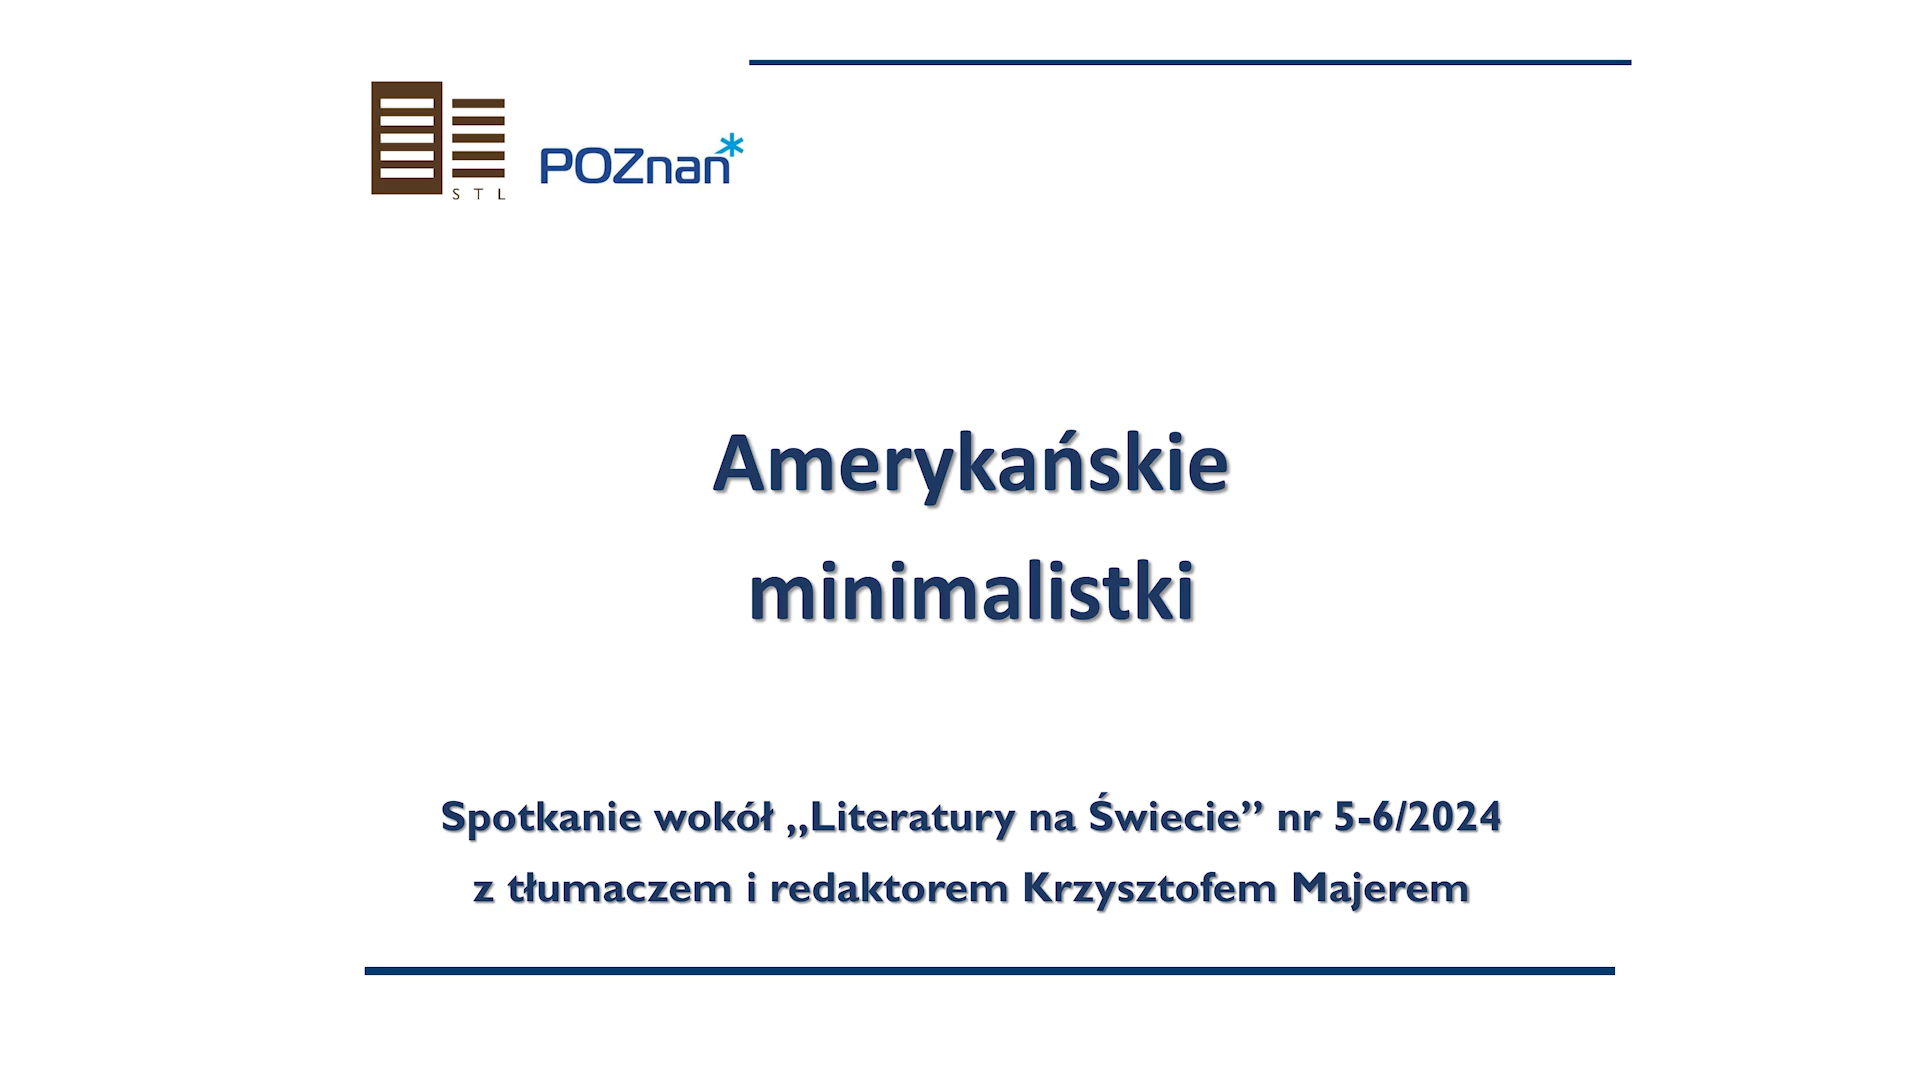 STL
POZnan*
Amerykańskie
minimalistki
Spotkanie wokół „Literatury na Świecie” nr 5-6/2024
z tłumaczem i redaktorem Krzysztofem Majerem